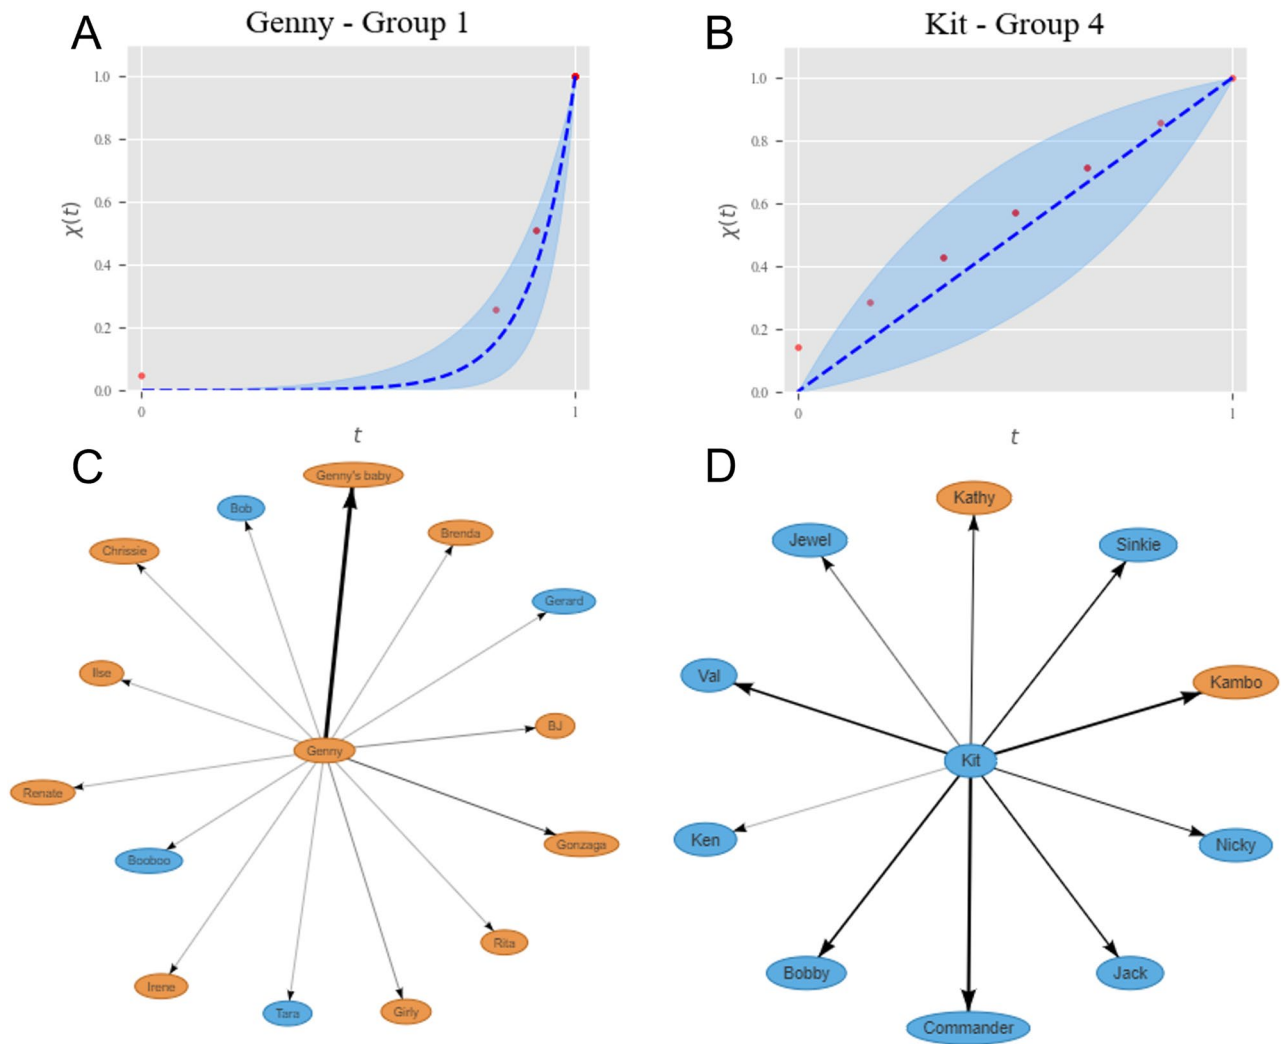 A
Genny - Group 1
1.0
0.8
0.6
0.4
0.2
0.0
χ(t)
0
1
t
B
Kit - Group 4
1.0
0.8
0.6
0.4
0.2
0.0
χ(t)
0
1
t
C
Genny's baby
Bob
Brenda
Chrissie
Gerard
Ilse
BJ
Genny
Renate
Gonzaga
Booboo
Rita
Irene
Tara
Girly
D
Kathy
Jewel
Sinkie
Val
Kambo
Kit
Ken
Nicky
Bobby
Jack
Commander